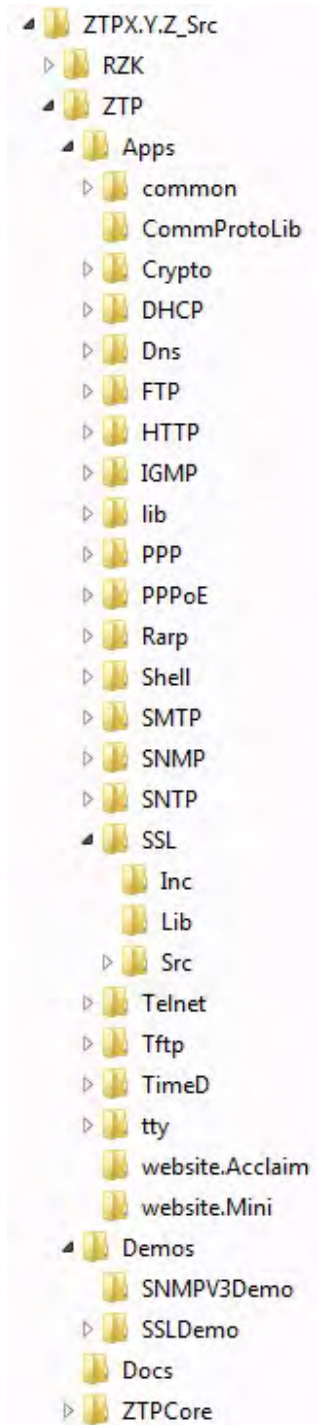 ZTPX.Y.Z_Src
RZK
ZTP
Apps
common
CommProtoLib
Crypto
DHCP
Dns
FTP
HTTP
IGMP
lib
PPP
PPPoE
Rarp
Shell
SMTP
SNMP
SNTP
SSL
Inc
Lib
Src
Telnet
Tftp
TimeD
tty
website.Acclaim
website.Mini
Demos
SNMPV3Demo
SSLDemo
Docs
ZTPCore